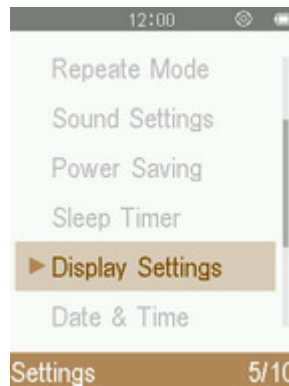 12:00
Repeate Mode
Sound Settings
Power Saving
Sleep Timer
Display Settings
Date & Time
Settings 5/10